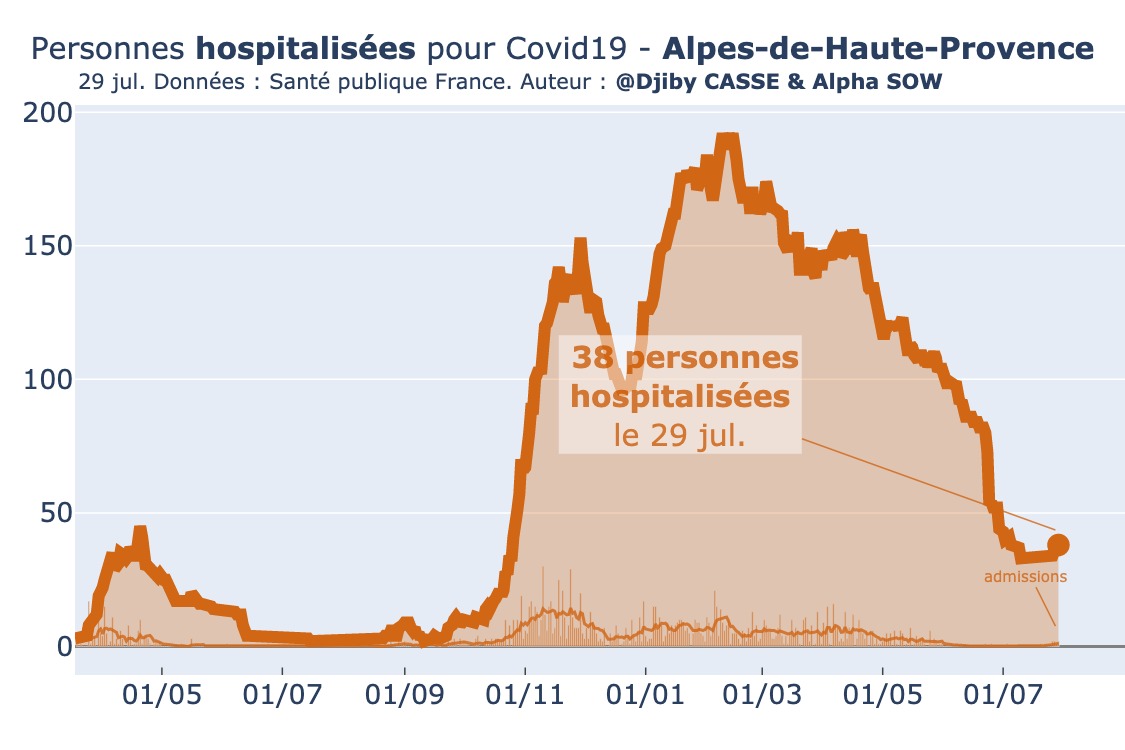 Personnes hospitalisées pour Covid19 - Alpes-de-Haute-Provence
29 jul. Données : Santé publique France. Auteur : @Djiby CASSE & Alpha SOW
200
150
100
50
0
38 personnes
hospitalisées
le 29 jul.
admissions
01/05 01/07 01/09 01/11 01/01 01/03 01/05 01/07